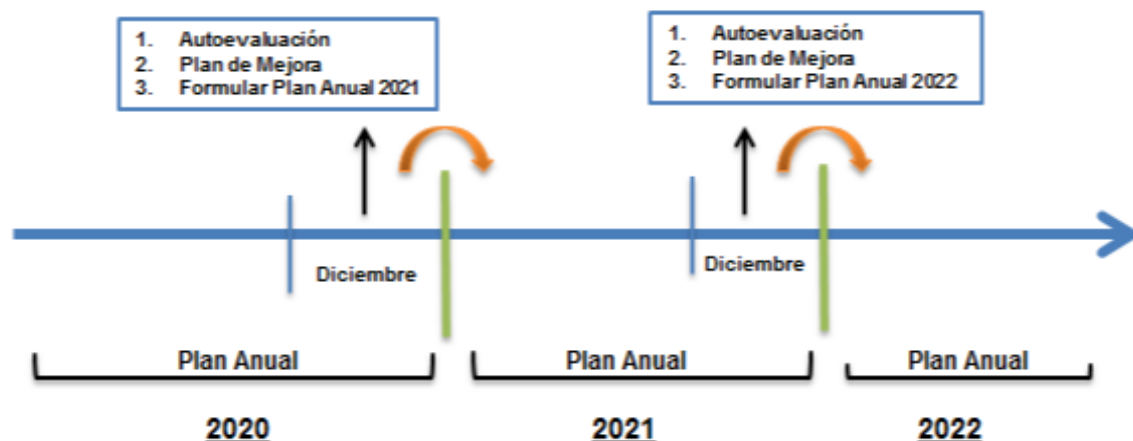 1. Autoevaluación
2. Plan de Mejora
3. Formular Plan Anual 2021
1. Autoevaluación
2. Plan de Mejora
3. Formular Plan Anual 2022
Diciembre
Diciembre
Plan Anual
Plan Anual
Plan Anual
2020
2021
2022